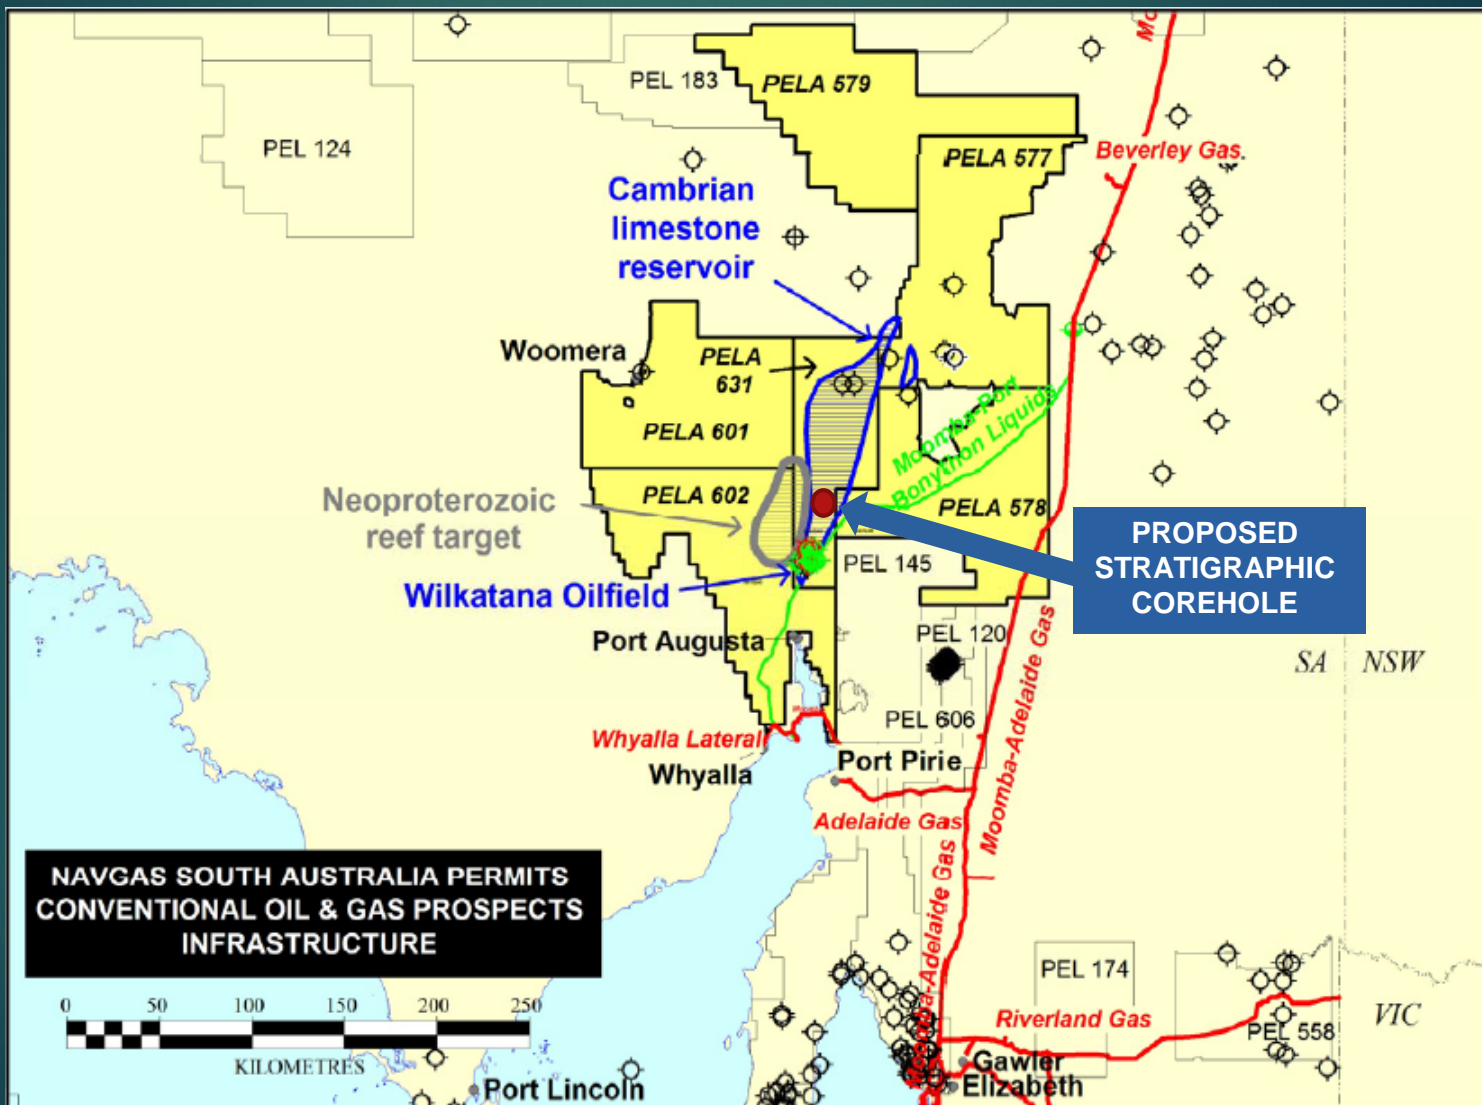 Mo
PEL 183
PELA 579
PEL 124
Beverley Gas
PELA 577
Cambrian
limestone
reservoir
Woomera
PELA
631
PELA 601
Moomba-Port
Bonython Liquids
PELA 602
PELA 578
Neoproterozoic
reef target
PROPOSED
STRATIGRAPHIC
COREHOLE
PEL 145
Wilkatana Oilfield
Port Augusta
PEL 120
SA
NSW
Moomba-Adelaide Gas
PEL 606
Whyalla Lateral
Whyalla
Port Pirie
Adelaide Gas
Moomba-Adelaide Gas
NAVGAS SOUTH AUSTRALIA PERMITS
CONVENTIONAL OIL & GAS PROSPECTS
INFRASTRUCTURE
0 50 100 150 200 250
KILOMETRES
PEL 174
Riverland Gas
PEL 558
VIC
Moomba-Adelaide Gas
Gawler
Elizabeth
Port Lincoln